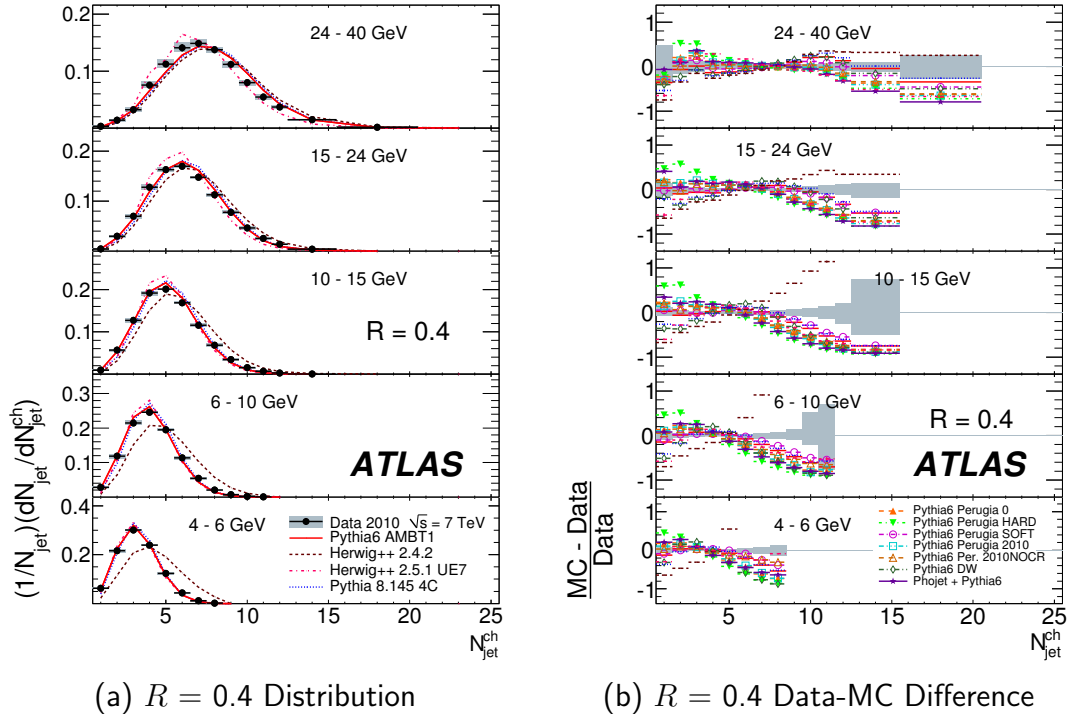 (1/N_jet) (dN_jet/dN_jet^ch)
0.2
24 - 40 GeV
0.1
0.2
15 - 24 GeV
0.1
0.2
10 - 15 GeV
R = 0.4
0.1
0.3
6 - 10 GeV
0.2
0.1
ATLAS
0.4
4 - 6 GeV
0.2
Data 2010 √s = 7 TeV
Pythia6 AMBT1
Herwig++ 2.4.2
Herwig++ 2.5.1 UE7
Pythia 8.145 4C
5 10 15 20 25
N_jet^ch
(a) R = 0.4 Distribution
MC - Data
Data
1
24 - 40 GeV
0
-1
1
15 - 24 GeV
0
-1
1
10 - 15 GeV
0
-1
1
6 - 10 GeV
R = 0.4
0
ATLAS
-1
1
4 - 6 GeV
0
-1
Pythia6 Perugia 0
Pythia6 Perugia HARD
Pythia6 Perugia SOFT
Pythia6 Perugia 2010
Pythia6 Per. 2010NOCR
Pythia6 DW
Phojet + Pythia6
5 10 15 20 25
N_jet^ch
(b) R = 0.4 Data-MC Difference